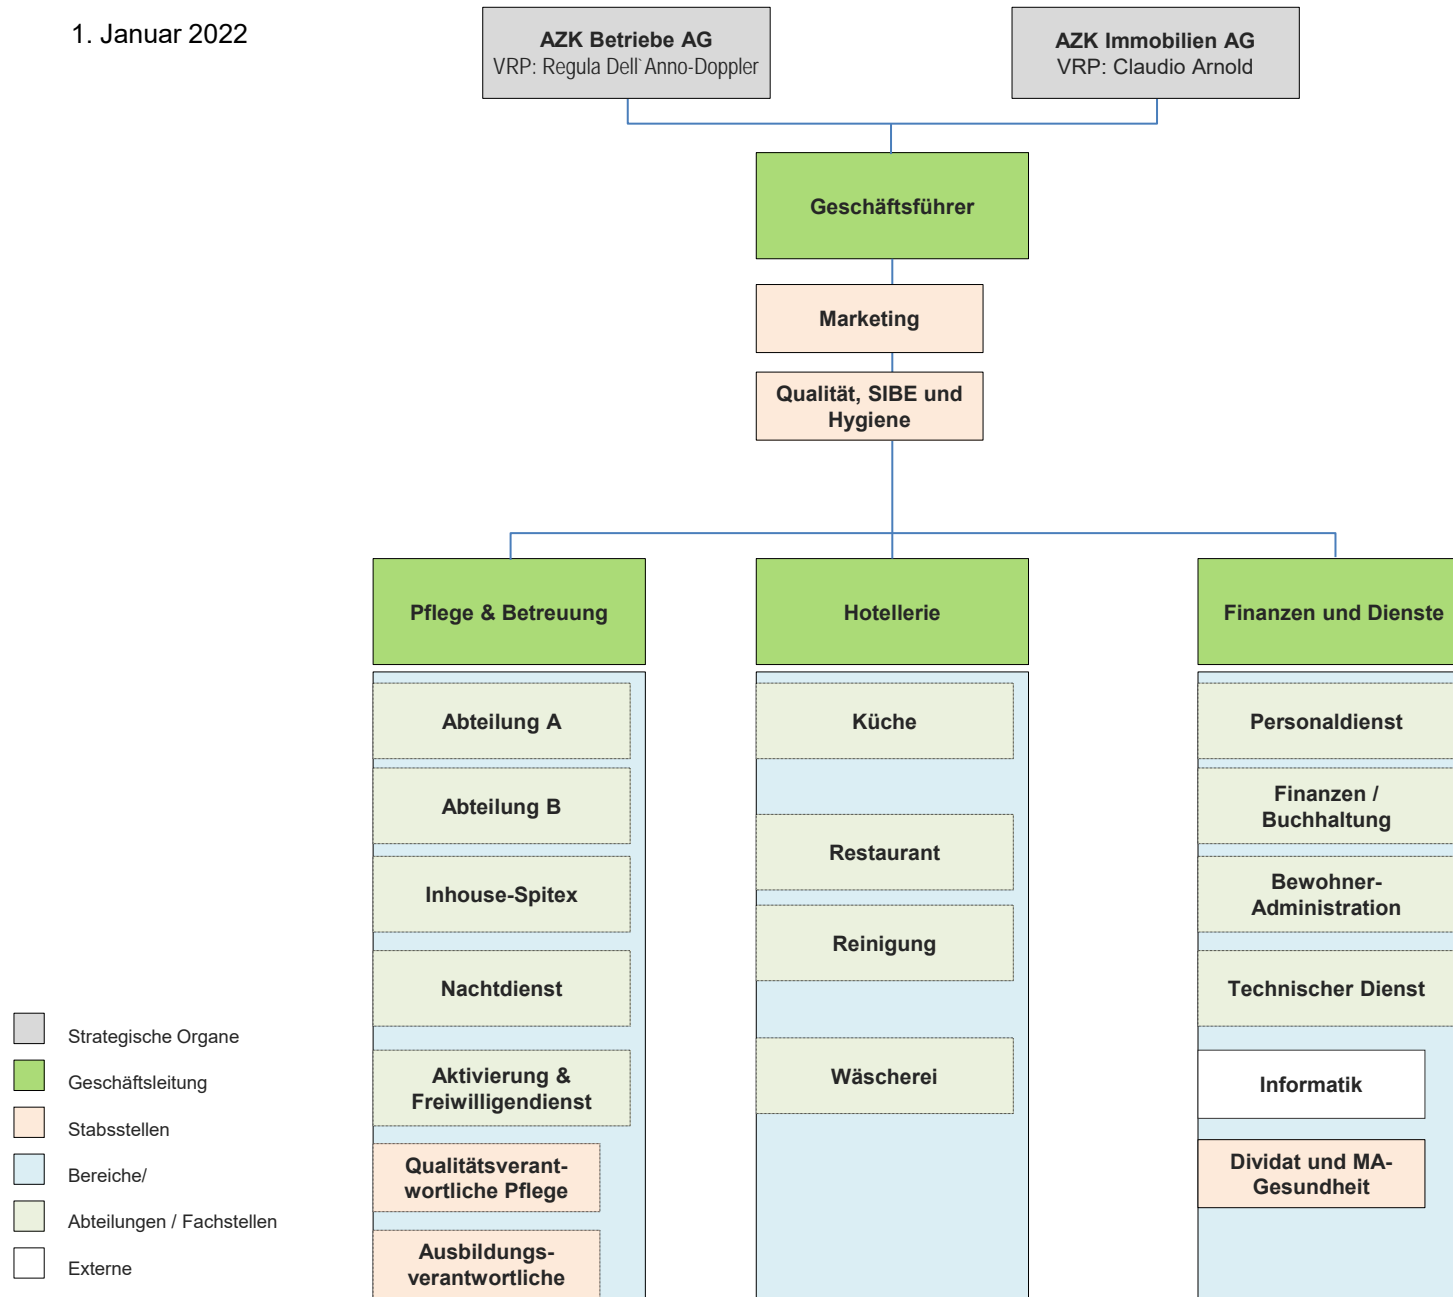 1. Januar 2022
AZK Betriebe AG
VRP: Regula Dell`Anno-Doppler
AZK Immobilien AG
VRP: Claudio Arnold
Geschäftsführer
Marketing
Qualität, SIBE und
Hygiene
Pflege & Betreuung
Hotellerie
Finanzen und Dienste
Abteilung A
Abteilung B
Inhouse-Spitex
Nachtdienst
Aktivierung &
Freiwilligendienst
Qualitätsverant-
wortliche Pflege
Ausbildungs-
verantwortliche
Küche
Restaurant
Reinigung
Wäscherei
Personaldienst
Finanzen /
Buchhaltung
Bewohner-
Administration
Technischer Dienst
Informatik
Dividat und MA-
Gesundheit
Strategische Organe
Geschäftsleitung
Stabsstellen
Bereiche/
Abteilungen / Fachstellen
Externe